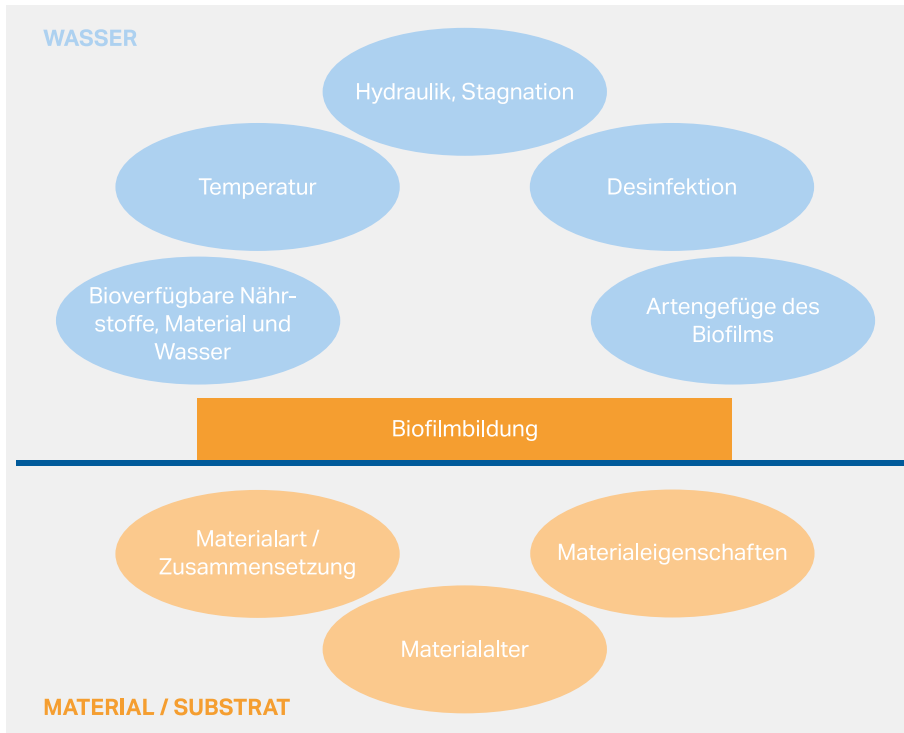 WASSER
Hydraulik, Stagnation
Temperatur
Desinfektion
Bioverfügbare Nähr-
stoffe, Material und
Wasser
Artengefüge des
Biofilms
Biofilmbildung
Materialart /
Zusammensetzung
Materialeigenschaften
Materialalter
MATERIAL / SUBSTRAT